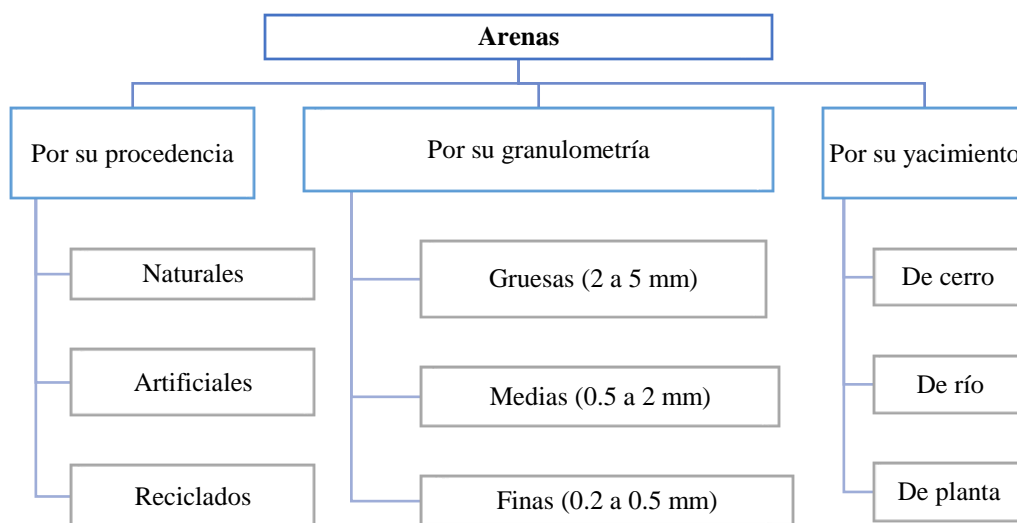 Arenas
Por su procedencia
Naturales
Artificiales
Reciclados
Por su granulometría
Gruesas (2 a 5 mm)
Medias (0.5 a 2 mm)
Finas (0.2 a 0.5 mm)
Por su yacimiento
De cerro
De río
De planta